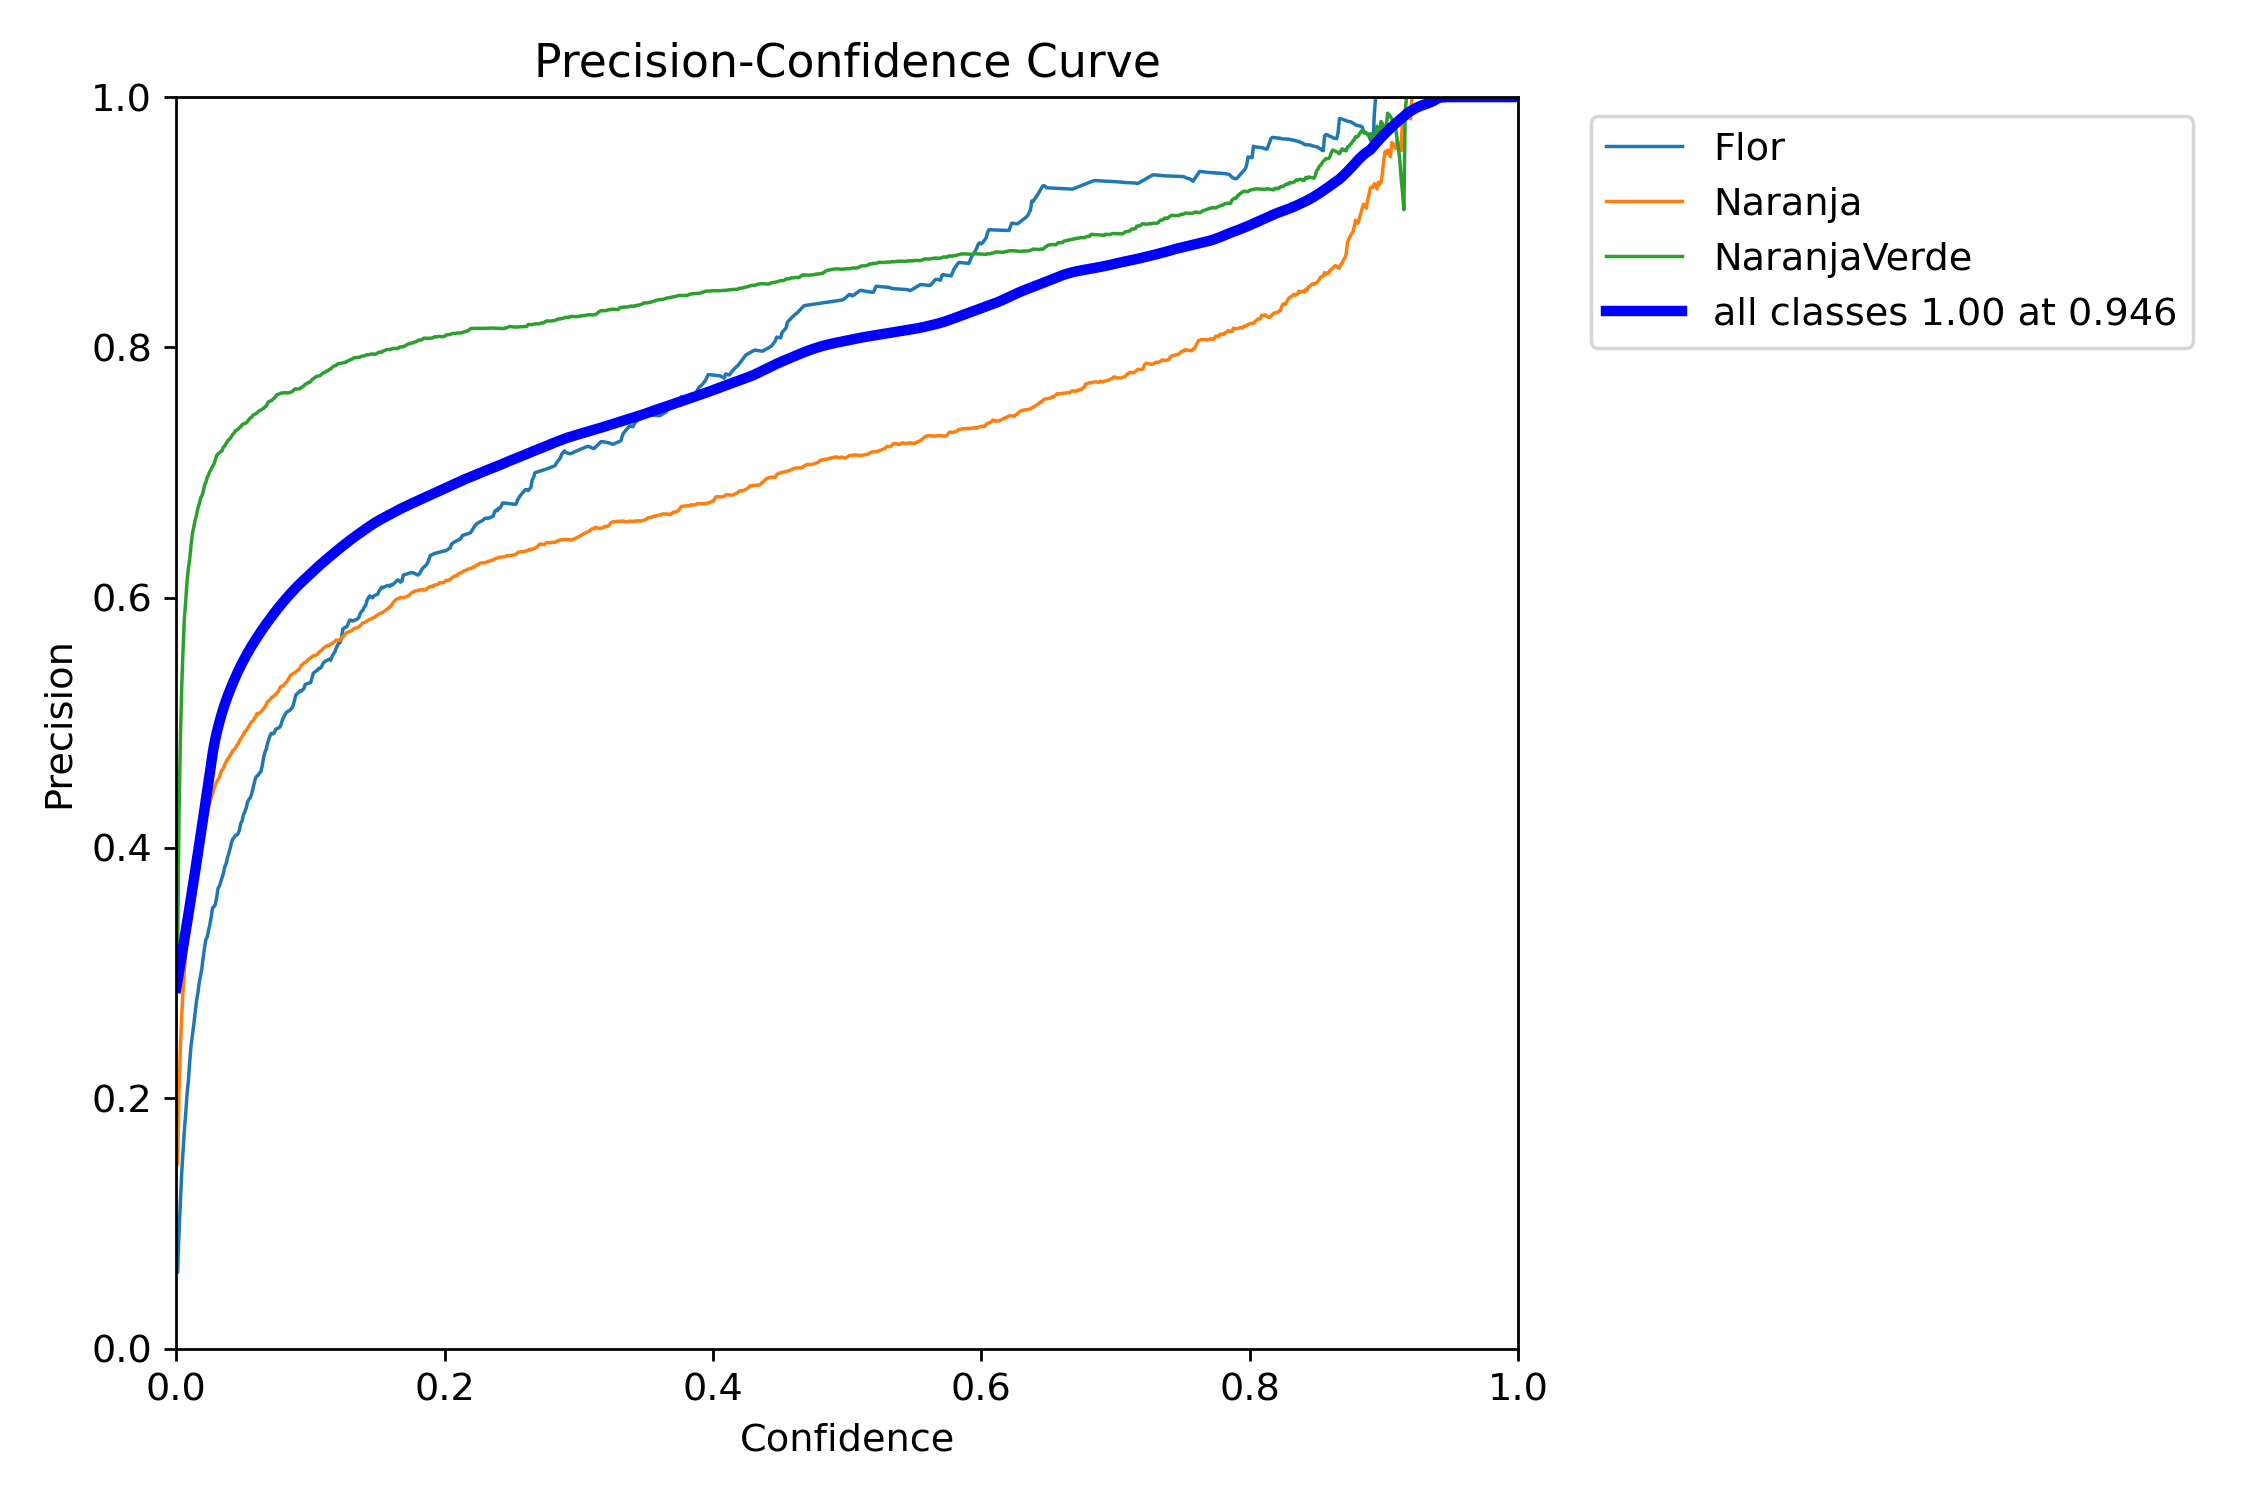 Precision-Confidence Curve
1.0
0.8
0.6
0.4
0.2
0.0
Precision
0.0 0.2 0.4 0.6 0.8 1.0
Confidence
Flor
Naranja
NaranjaVerde
all classes 1.00 at 0.946